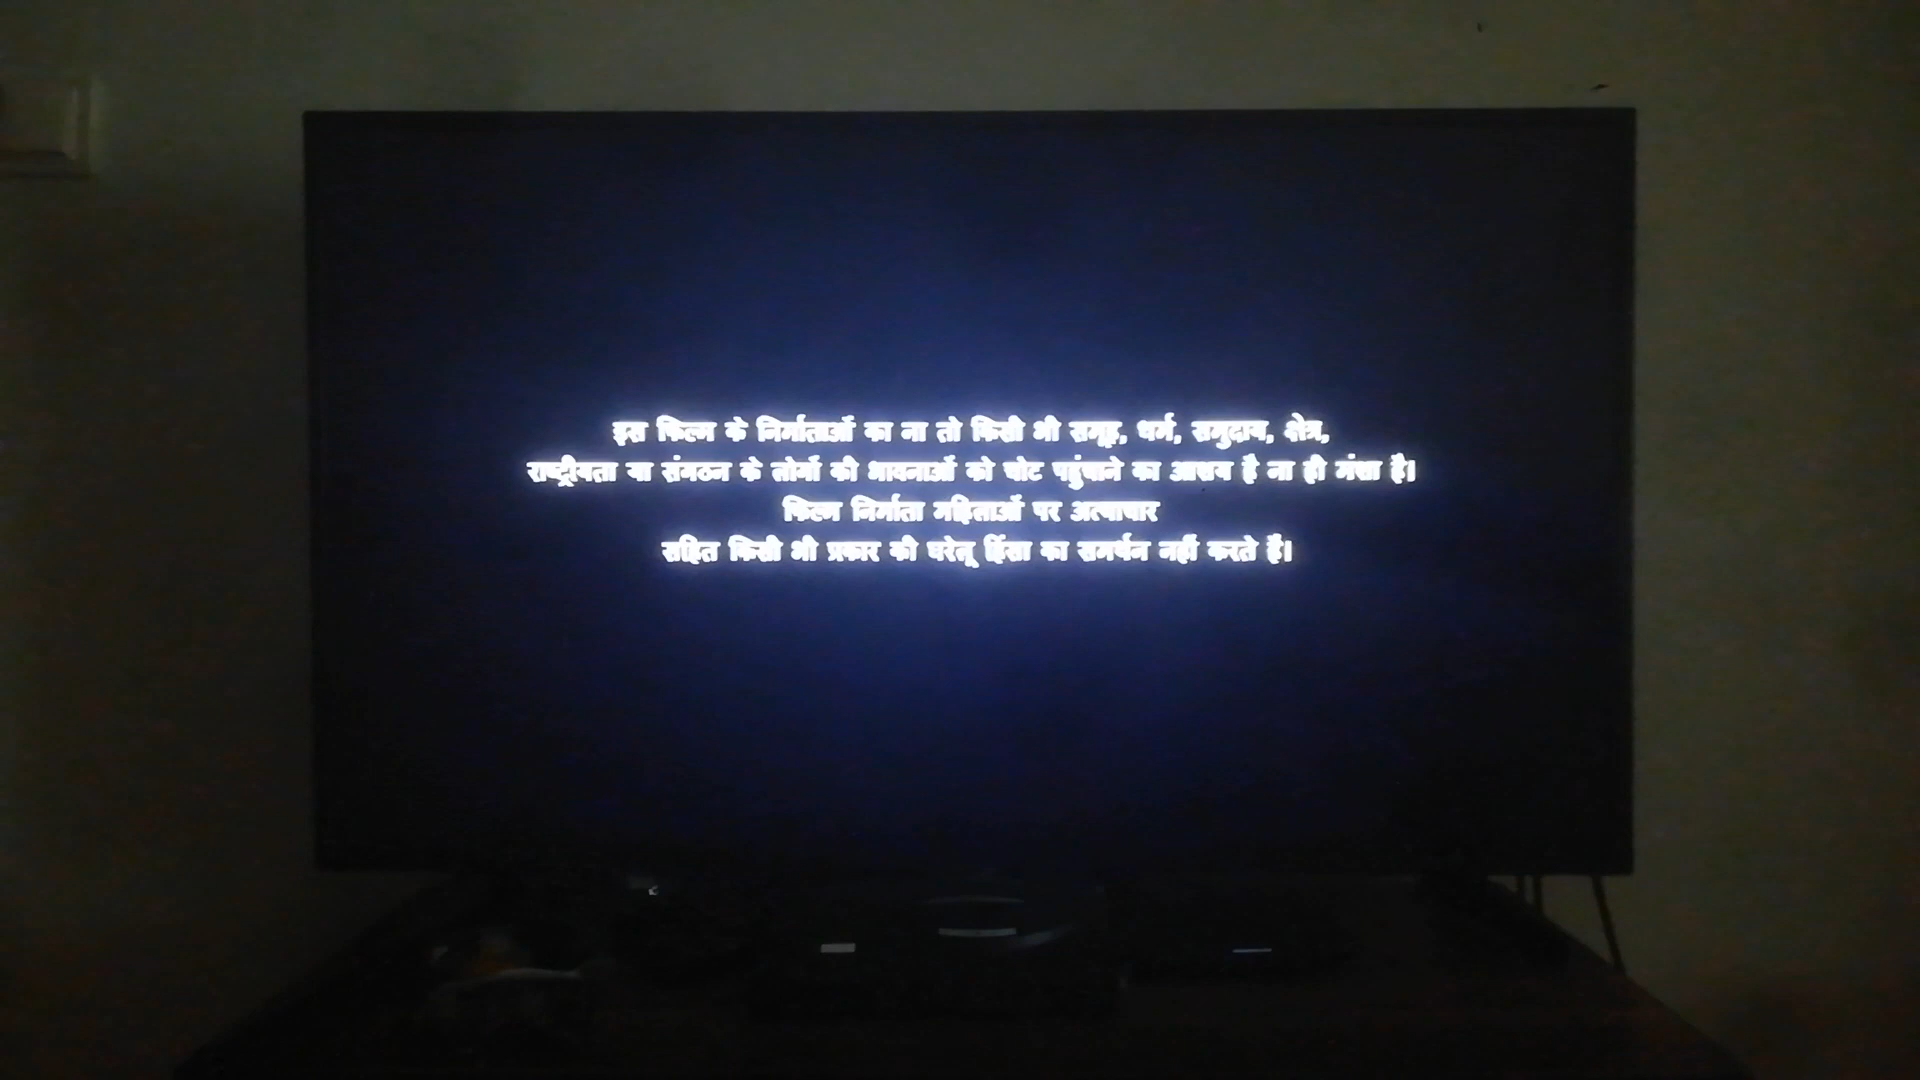 इस फिल्म के निर्माताओं का ना तो किसी भी समूह, धर्म, समुदाय, क्षेत्र,
राष्ट्रीयता या संगठन के लोगों की भावनाओं को चोट पहुंचाने का आशय है ना ही मंशा है।
फिल्म निर्माता महिलाओं पर अत्याचार
सहित किसी भी प्रकार की घरेलू हिंसा का समर्थन नहीं करते हैं।